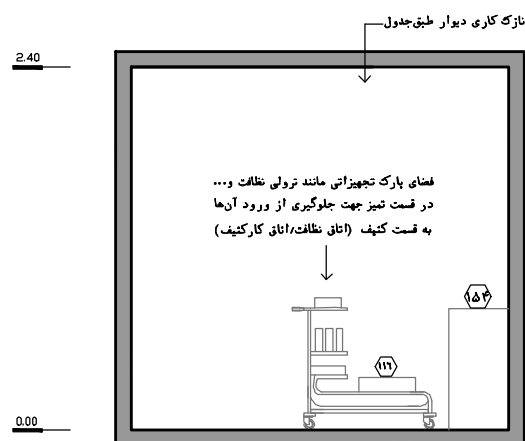 نازک کاری دیوار طبق جدول
2.40
فضای پارک تجهیزاتی مانند ترولی نظافت و...
در قسمت تمیز جهت جلوگیری از ورود آن‌ها
به قسمت کثیف (اتاق نظافت/اتاق کارکثیف)
۱۵۴
۱۱۶
0.00